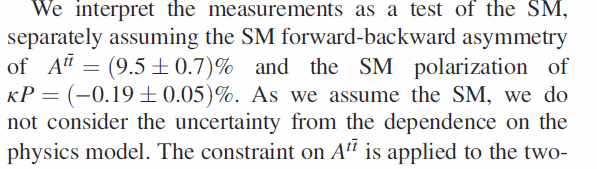 We interpret the measurements as a test of the SM,
separately assuming the SM forward-backward asymmetry
of $A^{t\bar{t}} = (9.5 \pm 0.7)\%$ and the SM polarization of
$\kappa P = (-0.19 \pm 0.05)\%$. As we assume the SM, we do
not consider the uncertainty from the dependence on the
physics model. The constraint on $A^{t\bar{t}}$ is applied to the two-